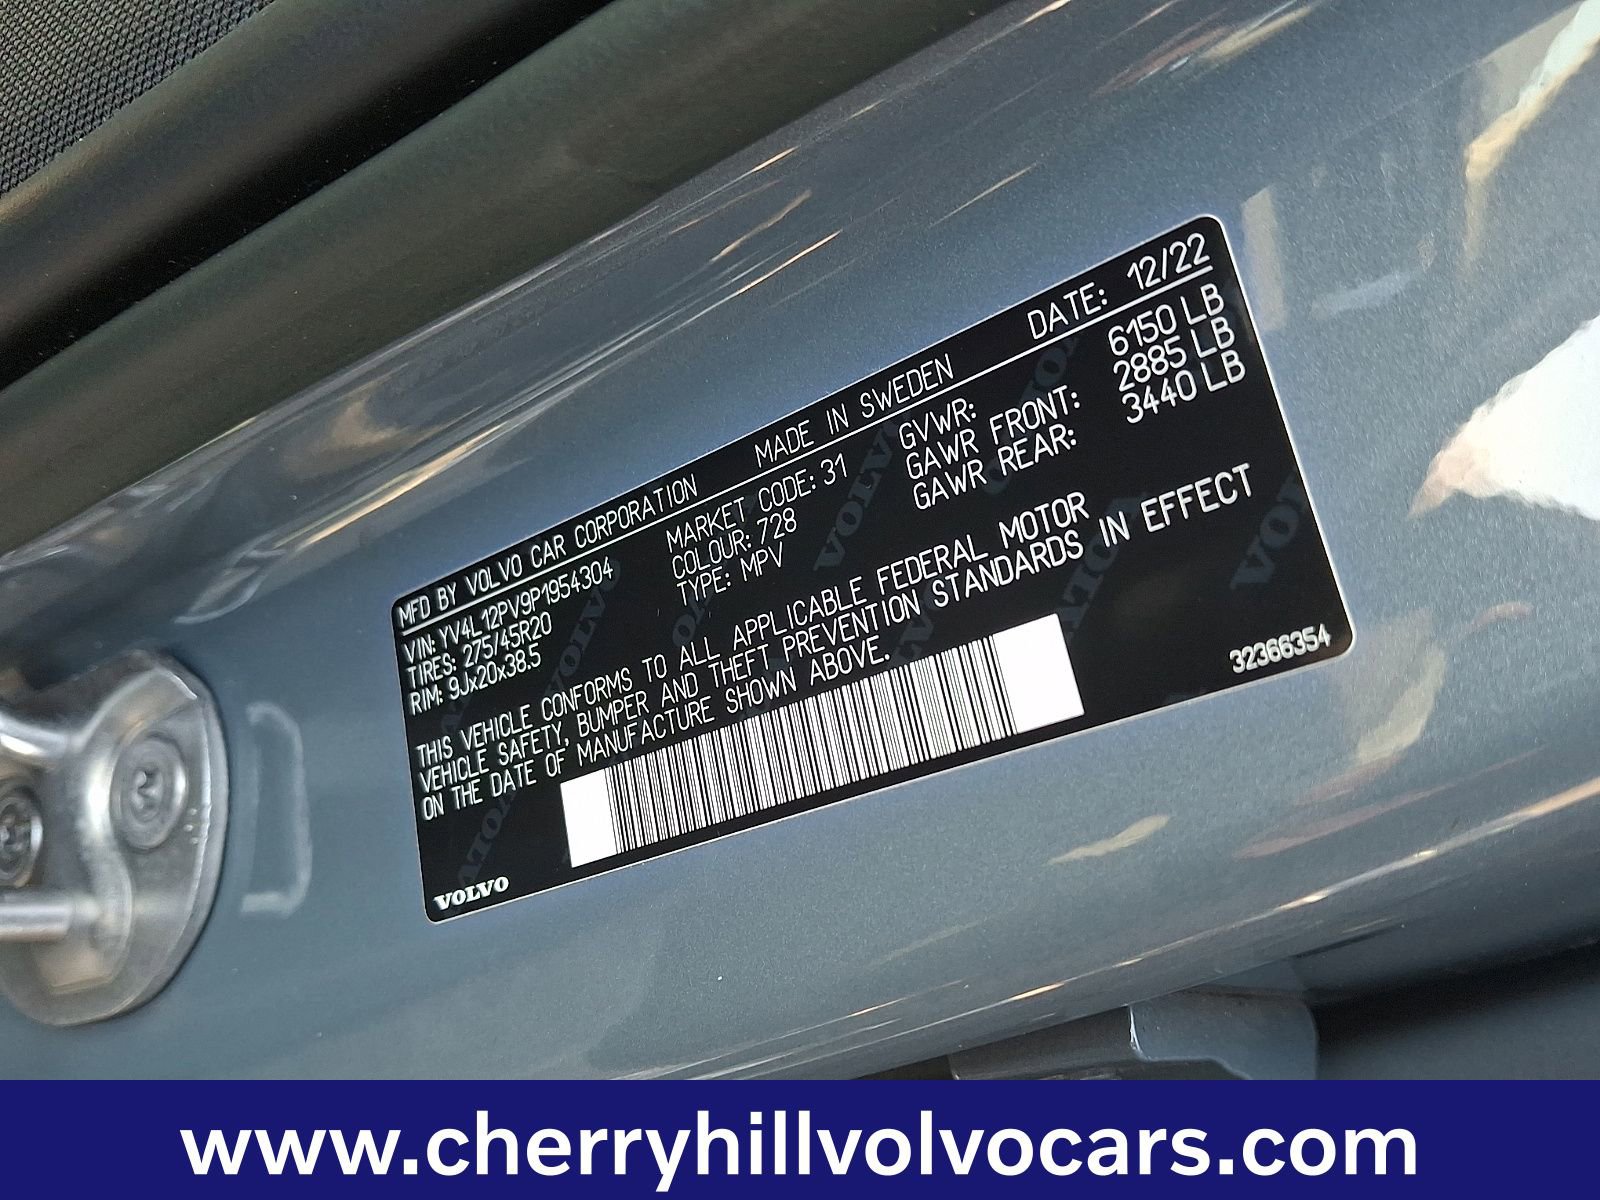 MFD BY VOLVO CAR CORPORATION MADE IN SWEDEN DATE: 12/22
VIN: YV4L12PV9P1954304 MARKET CODE: 31 GVWR: 6150 LB
TIRES: 275/45R20 COLOUR: 728 GAWR FRONT: 2885 LB
RIM: 9Jx20x38.5 TYPE: MPV GAWR REAR: 3440 LB
THIS VEHICLE CONFORMS TO ALL APPLICABLE FEDERAL MOTOR
VEHICLE SAFETY, BUMPER AND THEFT PREVENTION STANDARDS IN EFFECT
ON THE DATE OF MANUFACTURE SHOWN ABOVE.
32366354
VOLVO
www.cherryhillvolvocars.com